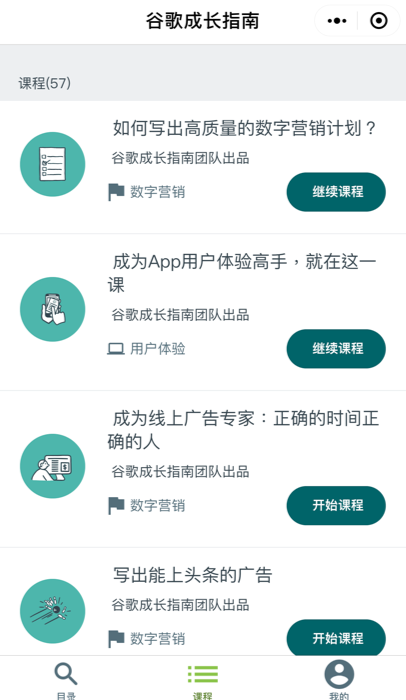 谷歌成长指南
课程(57)
如何写出高质量的数字营销计划？
谷歌成长指南团队出品
数字营销
继续课程
成为App用户体验高手，就在这一
课
谷歌成长指南团队出品
用户体验
继续课程
成为线上广告专家：正确的时间正
确的人
谷歌成长指南团队出品
数字营销
开始课程
写出能上头条的广告
谷歌成长指南团队出品
数字营销
开始课程
目录
课程
我的